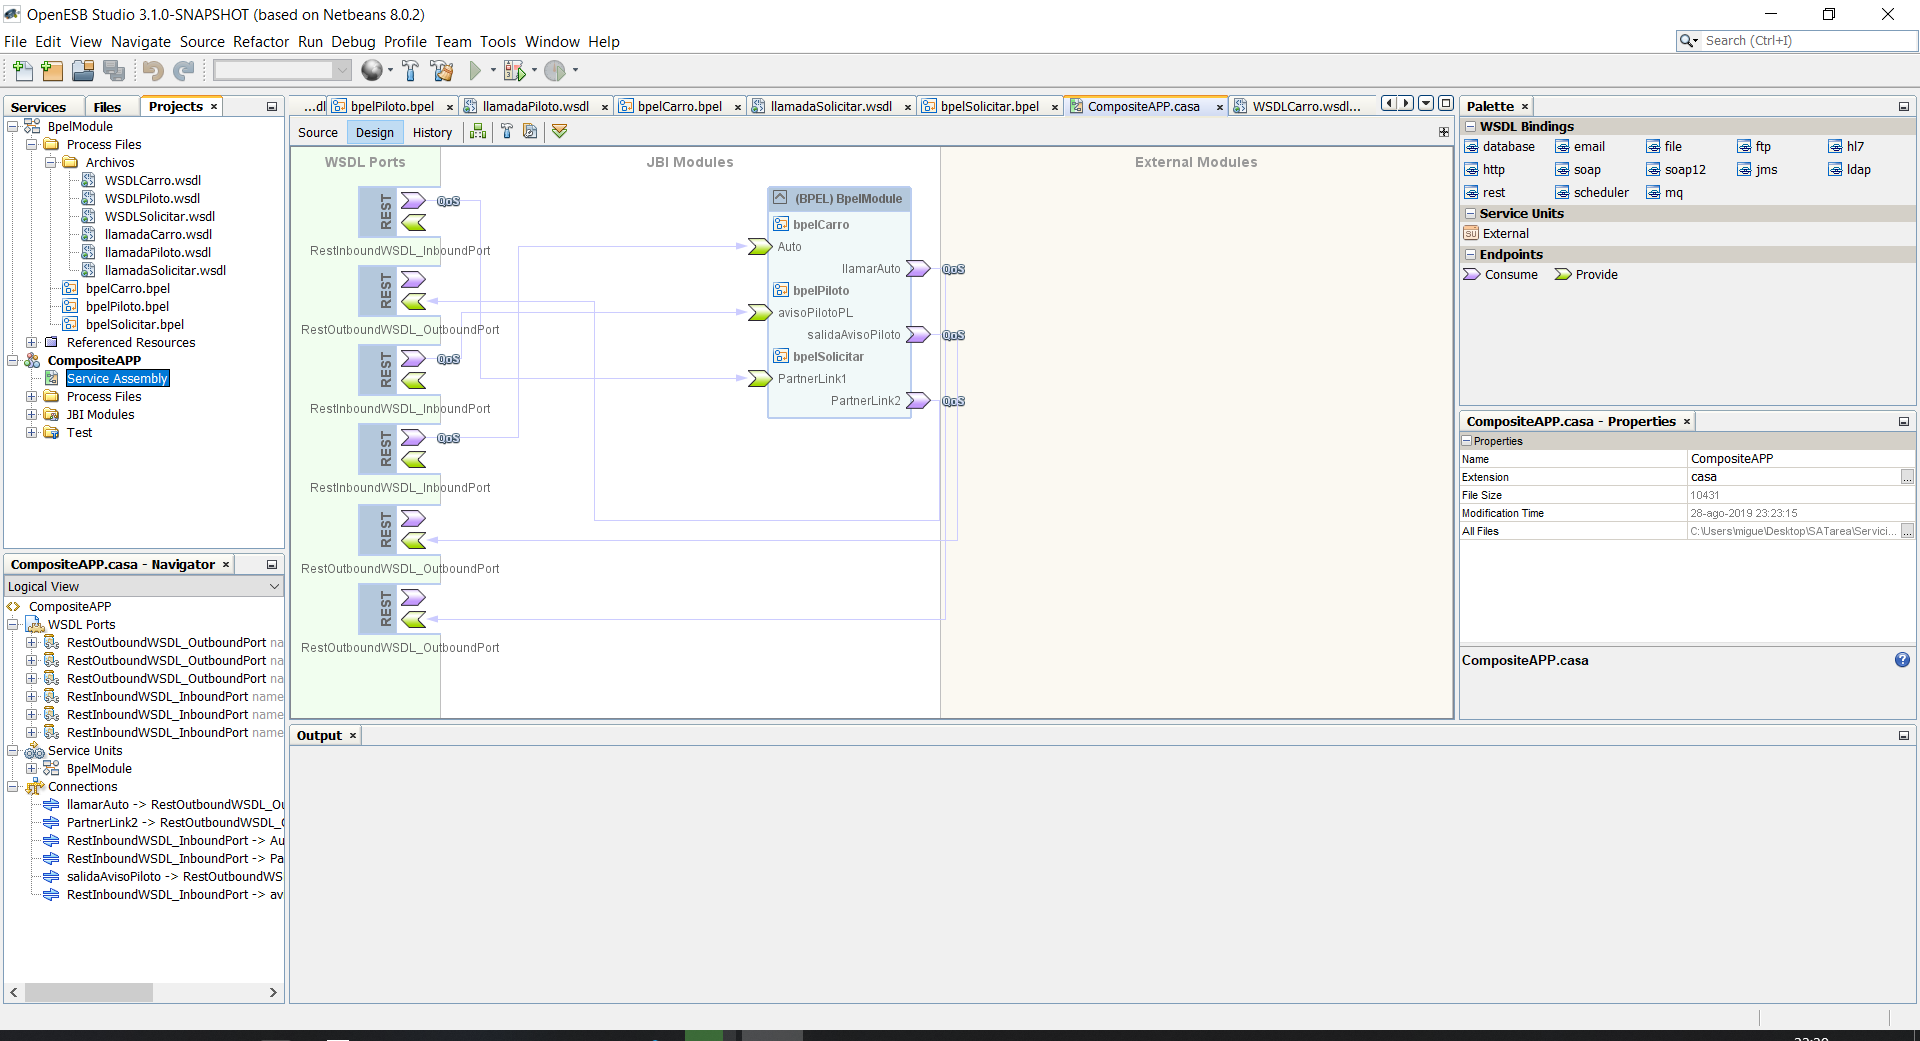 OpenESB Studio 3.1.0-SNAPSHOT (based on Netbeans 8.0.2)
File Edit View Navigate Source Refactor Run Debug Profile Team Tools Window Help
Search (Ctrl+I)
Services Files Projects
BpelModule
Process Files
Archivos
WSDLCarro.wsdl
WSDLPiloto.wsdl
WSDLSolicitar.wsdl
llamadaCarro.wsdl
llamadaPiloto.wsdl
llamadaSolicitar.wsdl
bpelCarro.bpel
bpelPiloto.bpel
bpelSolicitar.bpel
Referenced Resources
CompositeAPP
Service Assembly
Process Files
JBI Modules
Test
CompositeAPP.casa - Navigator
Logical View
CompositeAPP
WSDL Ports
RestOutboundWSDL_OutboundPort na
RestOutboundWSDL_OutboundPort na
RestOutboundWSDL_OutboundPort na
RestInboundWSDL_InboundPort name
RestInboundWSDL_InboundPort name
RestInboundWSDL_InboundPort name
Service Units
BpelModule
Connections
llamarAuto -> RestOutboundWSDL_Ou
PartnerLink2 -> RestOutboundWSDL_
RestInboundWSDL_InboundPort -> Au
RestInboundWSDL_InboundPort -> Pa
salidaAvisoPiloto -> RestOutboundWS
RestInboundWSDL_InboundPort -> av
...dl bpelPiloto.bpel llamadaPiloto.wsdl bpelCarro.bpel llamadaSolicitar.wsdl bpelSolicitar.bpel CompositeAPP.casa WSDLCarro.wsdl...
Source Design History
WSDL Ports JBI Modules External Modules
REST QoS
RestInboundWSDL_InboundPort
REST
RestOutboundWSDL_OutboundPort
REST QoS
RestInboundWSDL_InboundPort
REST QoS
RestInboundWSDL_InboundPort
REST
RestOutboundWSDL_OutboundPort
REST
RestOutboundWSDL_OutboundPort
(BPEL) BpelModule
bpelCarro
Auto
llamarAuto QoS
bpelPiloto
avisoPilotoPL
salidaAvisoPiloto QoS
bpelSolicitar
PartnerLink1
PartnerLink2 QoS
Output
Palette
WSDL Bindings
database email file ftp hl7
http soap soap12 jms ldap
rest scheduler mq
Service Units
SU External
Endpoints
Consume Provide
CompositeAPP.casa - Properties
Properties
Name CompositeAPP
Extension casa ...
File Size 10431
Modification Time 28-ago-2019 23:23:15
All Files C:\Users\migue\Desktop\SATarea\Servici... ...
CompositeAPP.casa